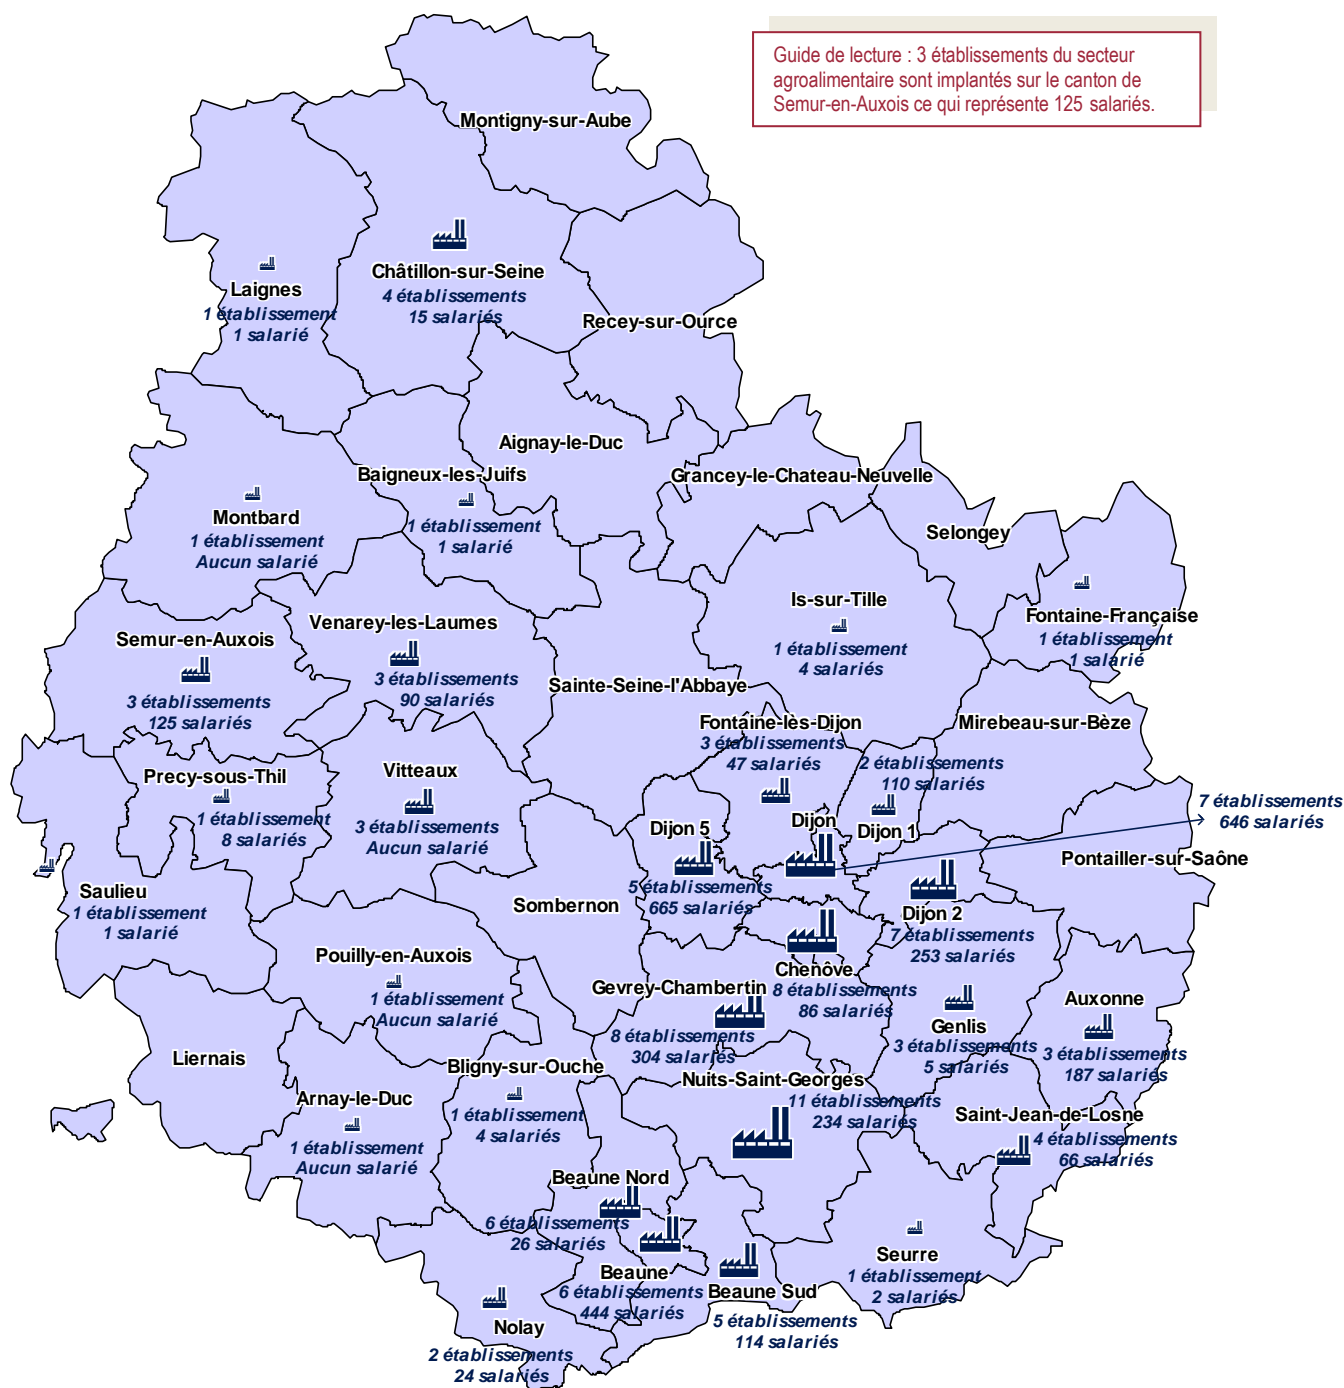 Guide de lecture : 3 établissements du secteur
agroalimentaire sont implantés sur le canton de
Semur-en-Auxois ce qui représente 125 salariés.
Montigny-sur-Aube
Châtillon-sur-Seine
4 établissements
15 salariés
Laignes
1 établissement
1 salarié
Recey-sur-Ource
Aignay-le-Duc
Baigneux-les-Juifs
1 établissement
1 salarié
Grancey-le-Chateau-Neuvelle
Montbard
1 établissement
Aucun salarié
Selongey
Is-sur-Tille
1 établissement
4 salariés
Fontaine-Française
1 établissement
1 salarié
Venarey-les-Laumes
3 établissements
90 salariés
Semur-en-Auxois
3 établissements
125 salariés
Sainte-Seine-l'Abbaye
Fontaine-lès-Dijon
3 établissements
47 salariés
Mirebeau-sur-Bèze
2 établissements
110 salariés
Dijon 1
Precy-sous-Thil
1 établissement
8 salariés
Vitteaux
3 établissements
Aucun salarié
7 établissements
646 salariés
Dijon
Dijon 5
5 établissements
665 salariés
Pontailler-sur-Saône
Saulieu
1 établissement
1 salarié
Sombernon
Dijon 2
7 établissements
253 salariés
Pouilly-en-Auxois
1 établissement
Aucun salarié
Chenôve
8 établissements
86 salariés
Gevrey-Chambertin
8 établissements
304 salariés
Auxonne
3 établissements
187 salariés
Genlis
3 établissements
5 salariés
Liernais
Bligny-sur-Ouche
1 établissement
4 salariés
Nuits-Saint-Georges
11 établissements
234 salariés
Arnay-le-Duc
1 établissement
Aucun salarié
Saint-Jean-de-Losne
4 établissements
66 salariés
Beaune Nord
6 établissements
26 salariés
Seurre
1 établissement
2 salariés
Beaune
6 établissements
444 salariés
Beaune Sud
5 établissements
114 salariés
Nolay
2 établissements
24 salariés